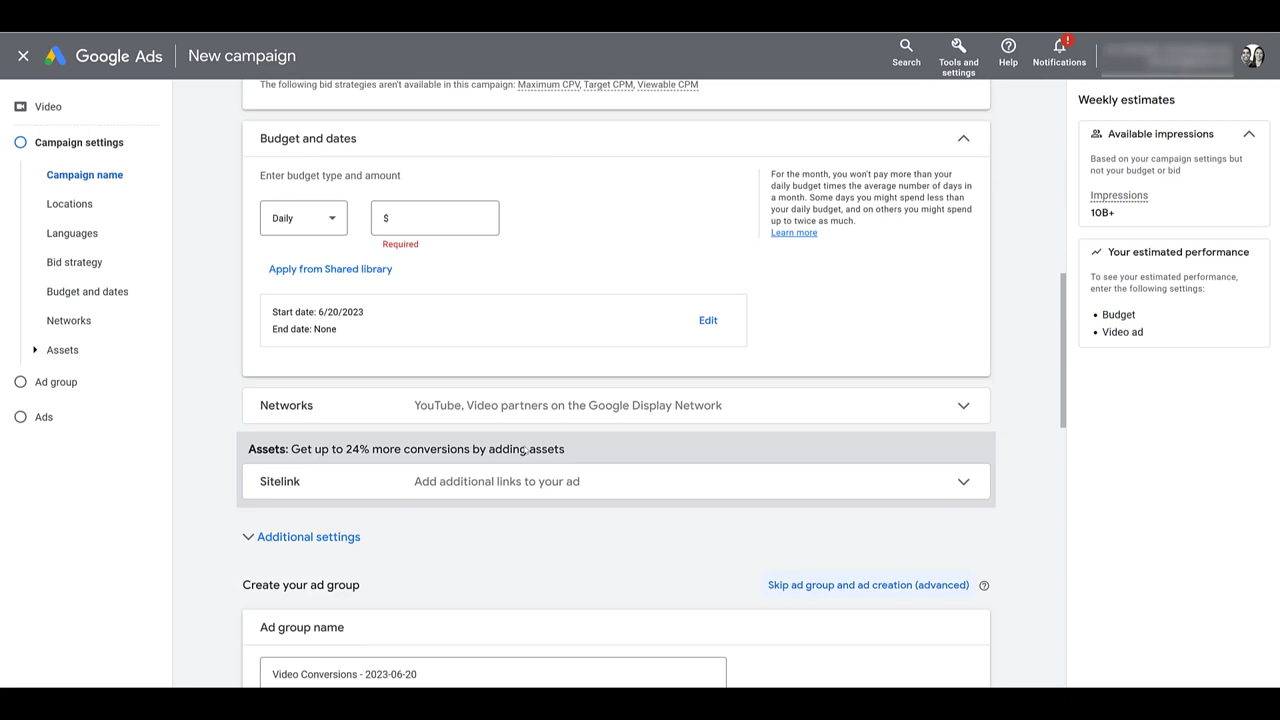 Google Ads
New campaign
Search
Tools and settings
Help
Notifications
!
Video
Campaign settings
Campaign name
Locations
Languages
Bid strategy
Budget and dates
Networks
Assets
Ad group
Ads
The following bid strategies aren't available in this campaign: Maximum CPV, Target CPM, Viewable CPM
Budget and dates
Enter budget type and amount
Daily
$
Required
Apply from Shared library
For the month, you won't pay more than your
daily budget times the average number of days in
a month. Some days you might spend less than
your daily budget, and on others you might spend
up to twice as much.
Learn more
Start date: 6/20/2023
End date: None
Edit
Networks
YouTube, Video partners on the Google Display Network
Assets: Get up to 24% more conversions by adding assets
Sitelink
Add additional links to your ad
Additional settings
Create your ad group
Skip ad group and ad creation (advanced)
Ad group name
Video Conversions - 2023-06-20
Weekly estimates
Available impressions
Based on your campaign settings but
not your budget or bid
Impressions
10B+
Your estimated performance
To see your estimated performance,
enter the following settings:
• Budget
• Video ad